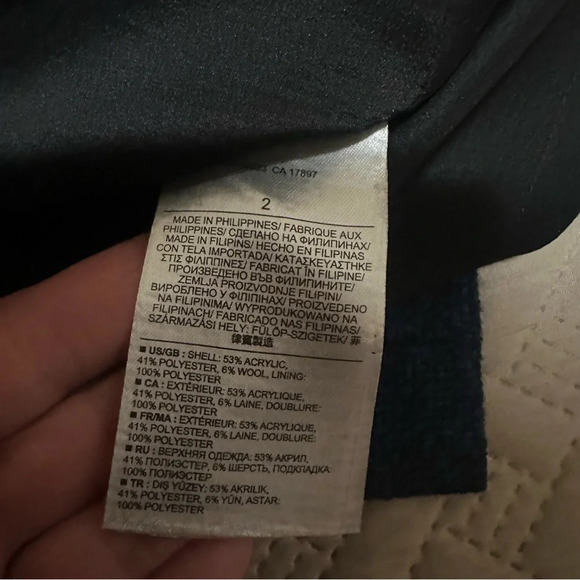 CA 17897
2
MADE IN PHILIPPINES/ FABRIQUE AUX
PHILIPPINES/ СДЕЛАНО НА ФИЛИПИНАХ/
MADE IN FILIPÍNS/ HECHO EN FILIPINAS
CON TELA IMPORTADA/ ΚΑΤΑΣΚΕΥΑΣΤΗΚΕ
ΣΤΙΣ ΦΙΛΙΠΠΙΝΕΣ/ FABRICAT ÎN FILIPINE/
ПРОИЗВЕДЕНО ВЪВ ФИЛИПИНИТЕ/
ZEMLJA PROIZVODNJE FILIPINI/
ВИРОБЛЕНО У ФІЛІПІНАХ/ PROIZVEDENO
NA FILIPINIMA/ WYPRODUKOWANO NA
FILIPINACH/ FABRICADO NAS FILIPINAS/
SZÁRMAZÁSI HELY: FÜLÖP-SZIGETEK/ 菲
律賓製造
■ US/GB : SHELL: 53% ACRYLIC,
41% POLYESTER, 6% WOOL, LINING:
100% POLYESTER
■ CA : EXTÉRIEUR: 53% ACRYLIQUE,
41% POLYESTER, 6% LAINE, DOUBLURE:
100% POLYESTER
■ FR/MA : EXTÉRIEUR: 53% ACRYLIQUE,
41% POLYESTER, 6% LAINE, DOUBLURE:
100% POLYESTER
■ RU : ВЕРХНЯЯ ОДЕЖДА: 53% АКРИЛ,
41% ПОЛИЭСТЕР, 6% ШЕРСТЬ, ПОДКЛАДКА:
100% ПОЛИЭСТЕР
■ TR : DIŞ YÜZEY: 53% AKRİLİK,
41% POLYESTER, 6% YÜN, ASTAR:
100% POLYESTER